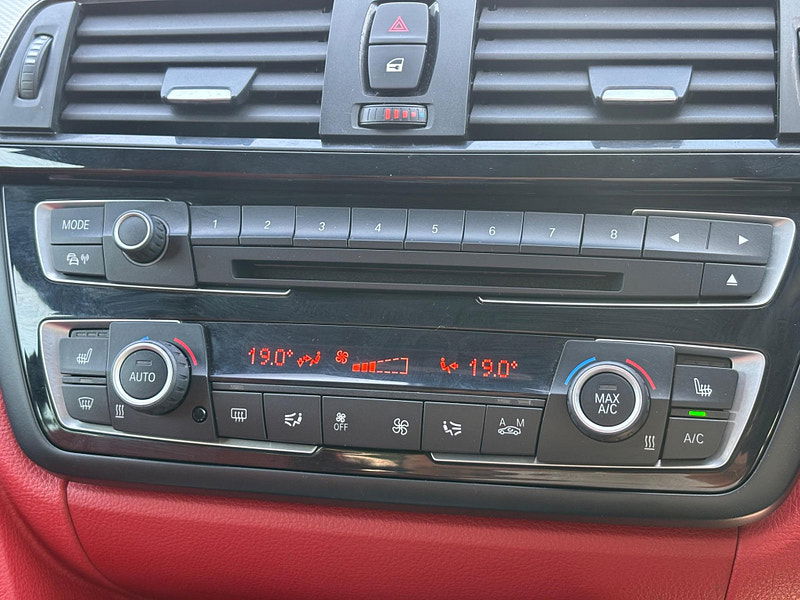 MODE 1 2 3 4 5 6 7 8
19.0° 19.0°
AUTO
MAX
A/C
OFF
A M
A/C